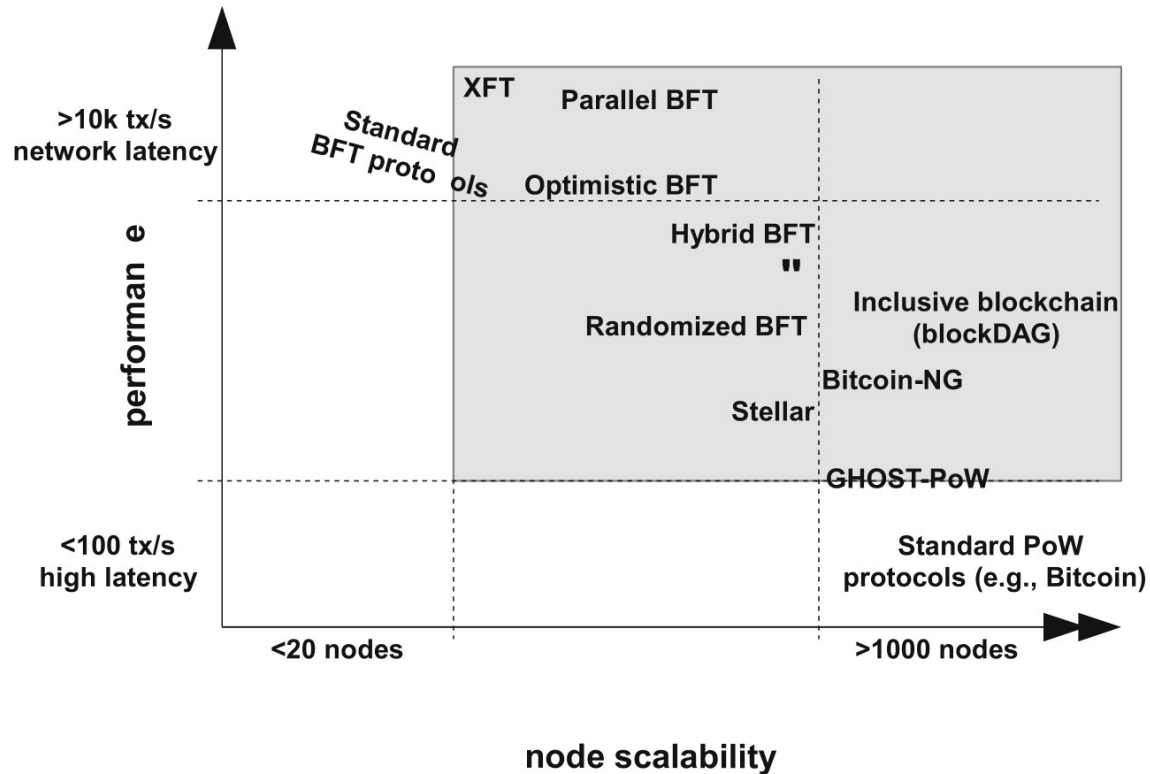 >10k tx/s
network latency
XFT
Parallel BFT
Standard
BFT proto ols
Optimistic BFT
performan e
Hybrid BFT
"
Inclusive blockchain
(blockDAG)
Randomized BFT
Bitcoin-NG
Stellar
GHOST-PoW
<100 tx/s
high latency
Standard PoW
protocols (e.g., Bitcoin)
<20 nodes
>1000 nodes
node scalability